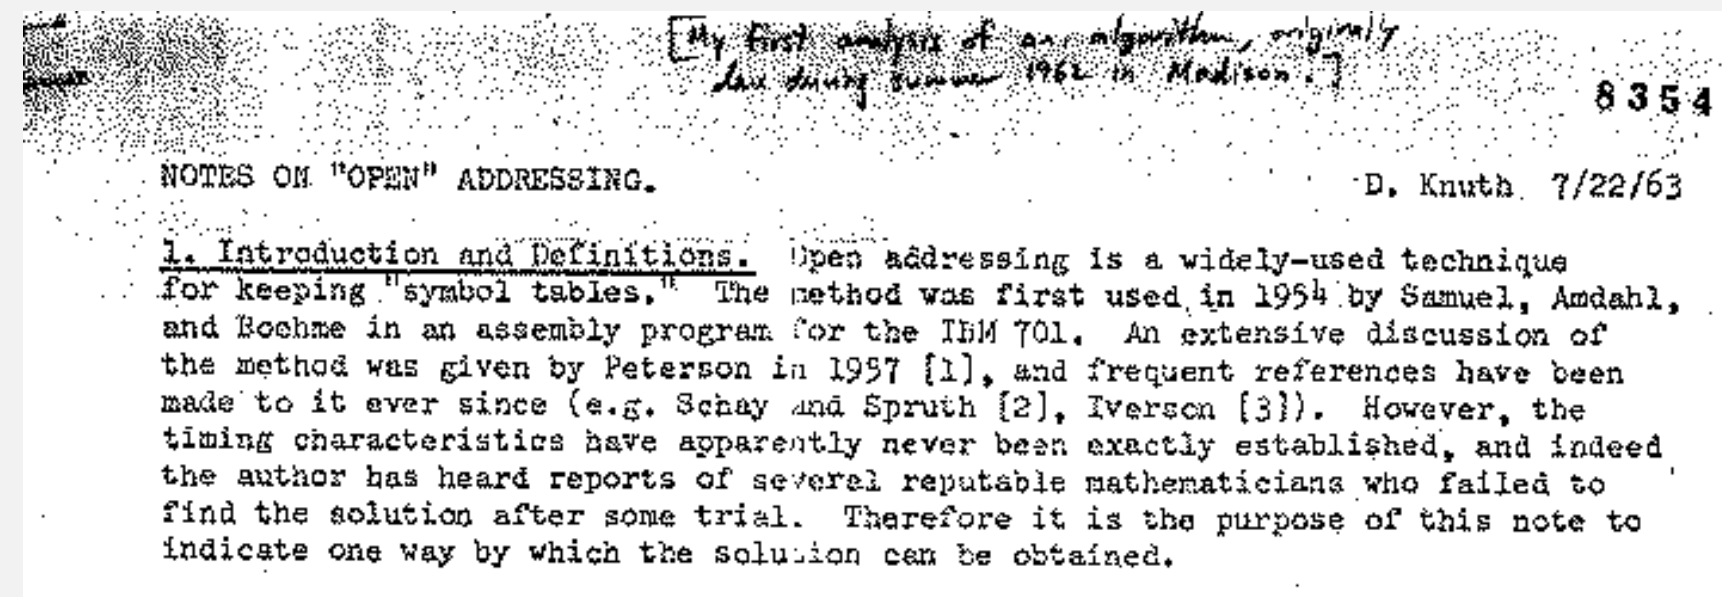 [My first analysis of an algorithm, originally
done during summer 1962 in Madison.]
8354
NOTES ON "OPEN" ADDRESSING.
D. Knuth 7/22/63
1. Introduction and Definitions. Open addressing is a widely-used technique
for keeping "symbol tables." The method was first used in 1954 by Samuel, Amdahl,
and Boehme in an assembly program for the IBM 701. An extensive discussion of
the method was given by Peterson in 1957 [1], and frequent references have been
made to it ever since (e.g. Schay and Spruth [2], Iverson [3]). However, the
timing characteristics have apparently never been exactly established, and indeed
the author has heard reports of several reputable mathematicians who failed to
find the solution after some trial. Therefore it is the purpose of this note to
indicate one way by which the solution can be obtained.